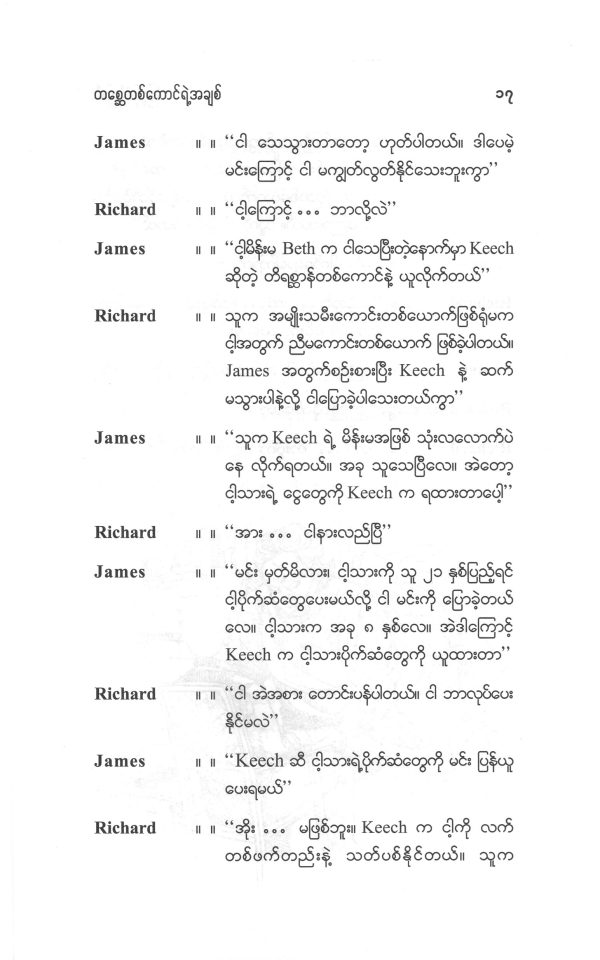 တစ္ဆေတစ်ကောင်ရဲ့အချစ် ၁၇
James ။ ။ ‘‘ငါ သေသွားတာတော့ ဟုတ်ပါတယ်။ ဒါပေမဲ့
မင်းကြောင့် ငါ မကျွတ်လွတ်နိုင်သေးဘူးကွာ’’
Richard ။ ။ ‘‘ငါ့ကြောင့် ... ဘာလို့လဲ’’
James ။ ။ ‘‘ငါ့မိန်းမ Beth က ငါသေပြီးတဲ့နောက်မှာ Keech
ဆိုတဲ့ တိရစ္ဆာန်တစ်ကောင်နဲ့ ယူလိုက်တယ်’’
Richard ။ ။ သူက အမျိုးသမီးကောင်းတစ်ယောက်ဖြစ်ရုံမက
ငါ့အတွက် ညီမကောင်းတစ်ယောက် ဖြစ်ခဲ့ပါတယ်။
James အတွက်စဉ်းစားပြီး Keech နဲ့ ဆက်
မသွားပါနဲ့လို့ ငါပြောခဲ့ပါသေးတယ်ကွာ’’
James ။ ။ ‘‘သူက Keech ရဲ့ မိန်းမအဖြစ် သုံးလလောက်ပဲ
နေ လိုက်ရတယ်။ အခု သူသေပြီလေ။ အဲတော့
ငါ့သားရဲ့ ငွေတွေကို Keech က ရထားတာပေါ့’’
Richard ။ ။ ‘‘အား ... ငါနားလည်ပြီ’’
James ။ ။ ‘‘မင်း မှတ်မိလား။ ငါ့သားကို သူ ၂၁ နှစ်ပြည့်ရင်
ငါ့ပိုက်ဆံတွေပေးမယ်လို့ ငါ မင်းကို ပြောခဲ့တယ်
လေ။ ငါ့သားက အခု ၈ နှစ်လေ။ အဲဒါကြောင့်
Keech က ငါ့သားပိုက်ဆံတွေကို ယူထားတာ’’
Richard ။ ။ ‘‘ငါ အဲအစား တောင်းပန်ပါတယ်။ ငါ ဘာလုပ်ပေး
နိုင်မလဲ’’
James ။ ။ ‘‘Keech ဆီ ငါ့သားရဲ့ပိုက်ဆံတွေကို မင်း ပြန်ယူ
ပေးရမယ်’’
Richard ။ ။ ‘‘အိုး ... မဖြစ်ဘူး။ Keech က ငါ့ကို လက်
တစ်ဖက်တည်းနဲ့ သတ်ပစ်နိုင်တယ်။ သူက